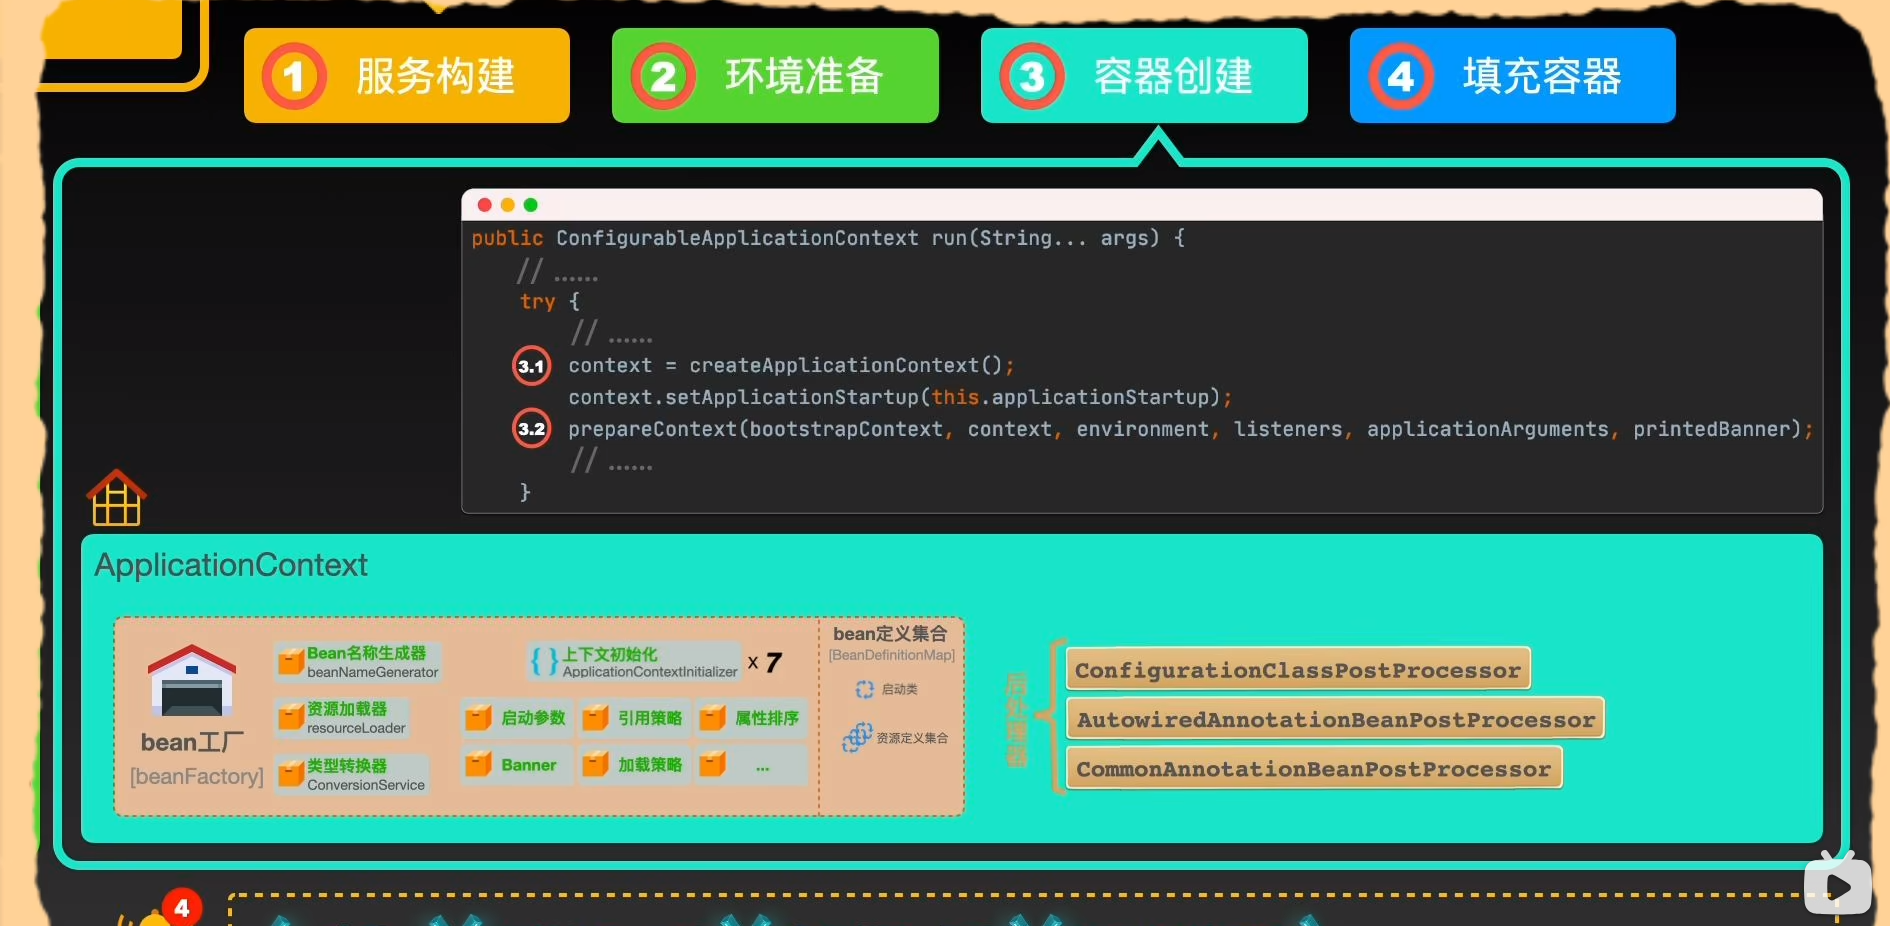 1 服务构建
2 环境准备
3 容器创建
4 填充容器
public ConfigurableApplicationContext run(String... args) {
// ......
try {
// ......
3.1 context = createApplicationContext();
context.setApplicationStartup(this.applicationStartup);
3.2 prepareContext(bootstrapContext, context, environment, listeners, applicationArguments, printedBanner);
// ......
}
ApplicationContext
bean工厂
[beanFactory]
Bean名称生成器
beanNameGenerator
资源加载器
resourceLoader
类型转换器
ConversionService
{ } 上下文初始化
ApplicationContextInitializer
x 7
启动参数
引用策略
属性排序
Banner
加载策略
...
bean定义集合
[BeanDefinitionMap]
启动类
资源定义集合
后处理器
ConfigurationClassPostProcessor
AutowiredAnnotationBeanPostProcessor
CommonAnnotationBeanPostProcessor
4